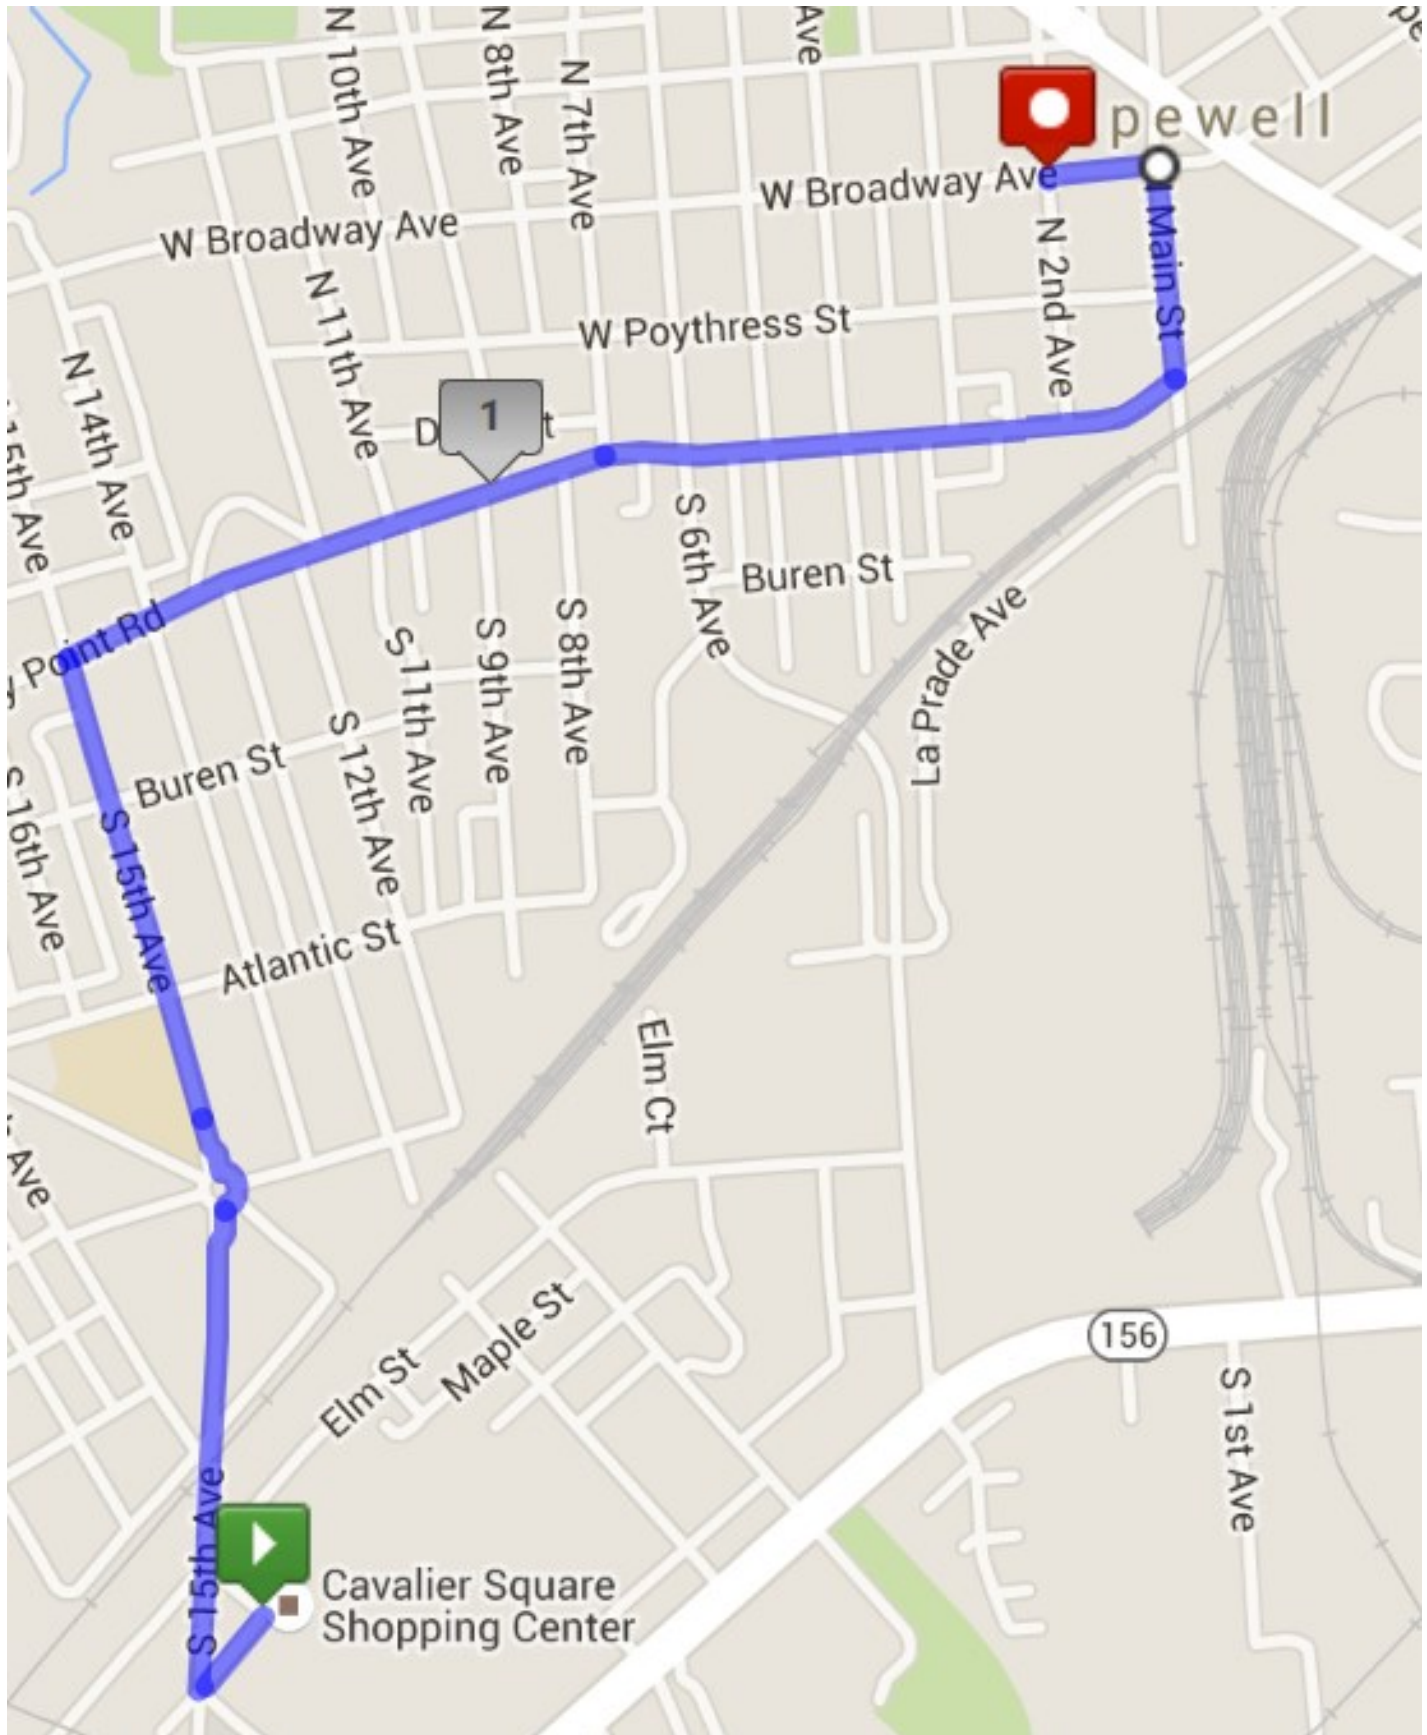 N 10th Ave
N 8th Ave
N 7th Ave
Ave
pe
pewell
W Broadway Ave
W Broadway Ave
N 11th Ave
Main St
N 2nd Ave
W Poythress St
N 14th Ave
15th Ave
1
D
t
S 6th Ave
Buren St
Point Rd
La Prade Ave
S 8th Ave
S 9th Ave
S 11th Ave
S 12th Ave
Buren St
S 16th Ave
S 15th Ave
Atlantic St
Elm Ct
Ave
156
Maple St
Elm St
S 1st Ave
S 15th Ave
Cavalier Square
Shopping Center